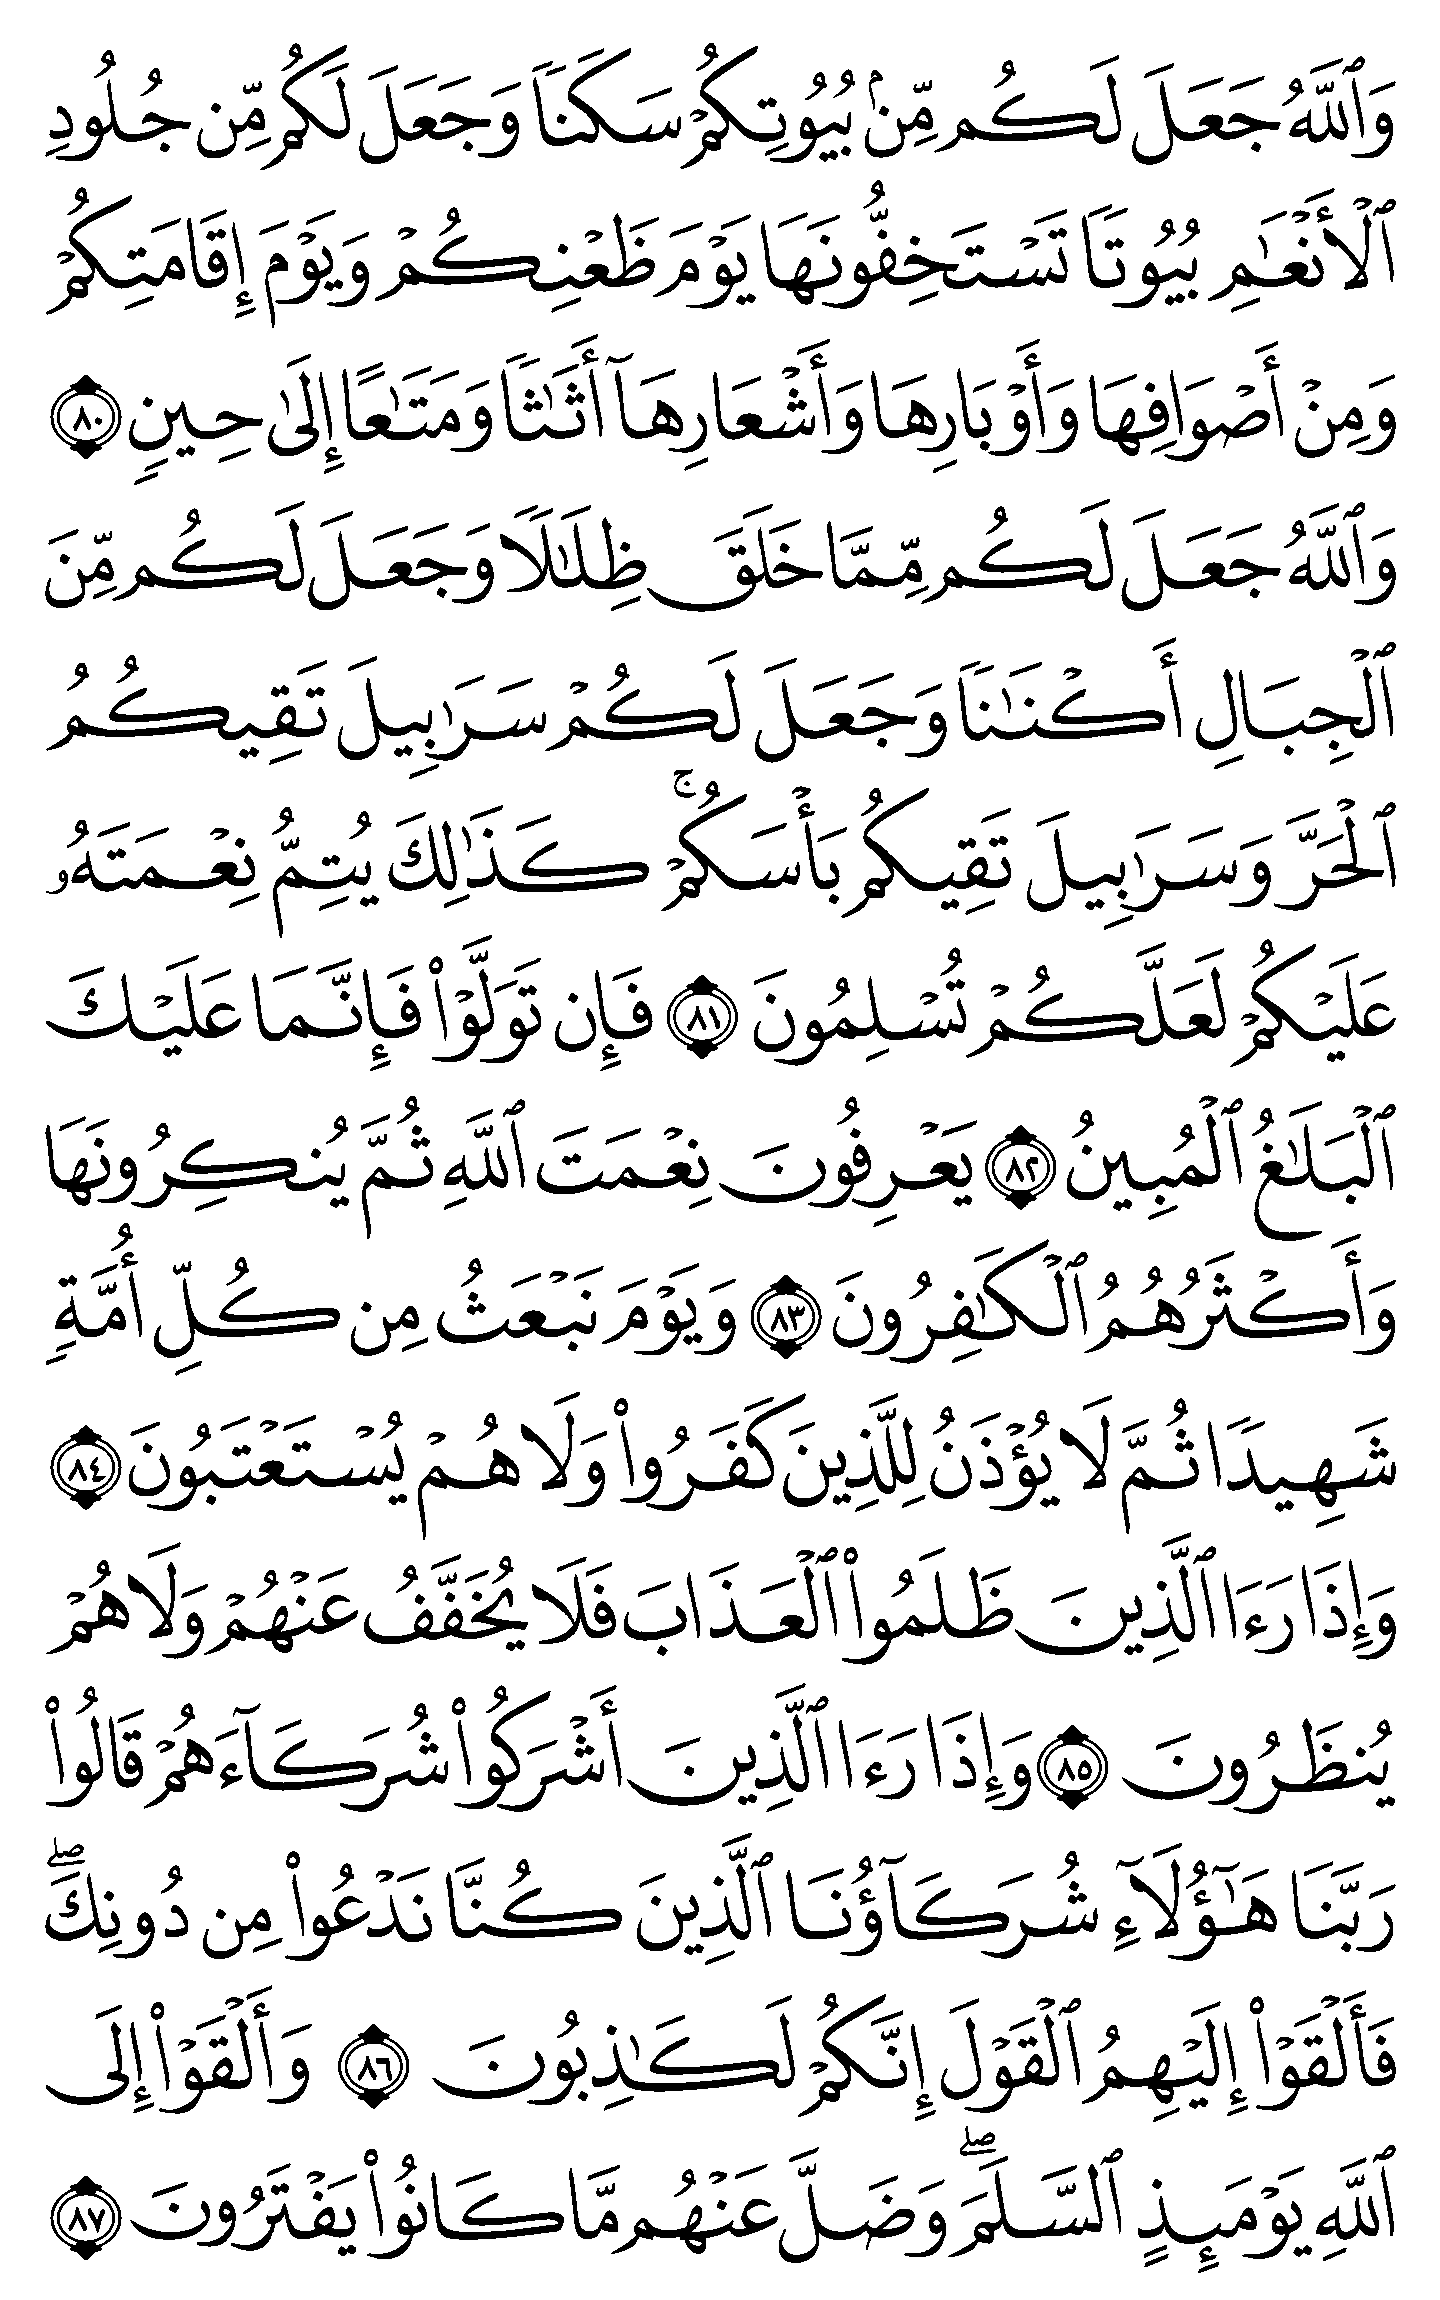 وَٱللَّهُ جَعَلَ لَكُم مِّنۢ بُيُوتِكُمْ سَكَنًا وَجَعَلَ لَكُم مِّن جُلُودِ
ٱلْأَنْعَٰمِ بُيُوتًا تَسْتَخِفُّونَهَا يَوْمَ ظَعْنِكُمْ وَيَوْمَ إِقَامَتِكُمْ
وَمِنْ أَصْوَافِهَا وَأَوْبَارِهَا وَأَشْعَارِهَآ أَثَٰثًا وَمَتَٰعًا إِلَىٰ حِينٍ ٨٠
وَٱللَّهُ جَعَلَ لَكُم مِّمَّا خَلَقَ ظِلَٰلًا وَجَعَلَ لَكُم مِّنَ
ٱلْجِبَالِ أَكْنَٰنًا وَجَعَلَ لَكُمْ سَرَٰبِيلَ تَقِيكُمُ
ٱلْحَرَّ وَسَرَٰبِيلَ تَقِيكُم بَأْسَكُمْ ۚ كَذَٰلِكَ يُتِمُّ نِعْمَتَهُۥ
عَلَيْكُمْ لَعَلَّكُمْ تُسْلِمُونَ ٨١ فَإِن تَوَلَّوْا۟ فَإِنَّمَا عَلَيْكَ
ٱلْبَلَٰغُ ٱلْمُبِينُ ٨٢ يَعْرِفُونَ نِعْمَتَ ٱللَّهِ ثُمَّ يُنكِرُونَهَا
وَأَكْثَرُهُمُ ٱلْكَٰفِرُونَ ٨٣ وَيَوْمَ نَبْعَثُ مِن كُلِّ أُمَّةٍ
شَهِيدًا ثُمَّ لَا يُؤْذَنُ لِلَّذِينَ كَفَرُوا۟ وَلَا هُمْ يُسْتَعْتَبُونَ ٨٤
وَإِذَا رَءَا ٱلَّذِينَ ظَلَمُوا۟ ٱلْعَذَابَ فَلَا يُخَفَّفُ عَنْهُمْ وَلَا هُمْ
يُنظَرُونَ ٨٥ وَإِذَا رَءَا ٱلَّذِينَ أَشْرَكُوا۟ شُرَكَآءَهُمْ قَالُوا۟
رَبَّنَا هَٰٓؤُلَآءِ شُرَكَآؤُنَا ٱلَّذِينَ كُنَّا نَدْعُوا۟ مِن دُونِكَ ۖ
فَأَلْقَوْا۟ إِلَيْهِمُ ٱلْقَوْلَ إِنَّكُمْ لَكَٰذِبُونَ ٨٦ وَأَلْقَوْا۟ إِلَى
ٱللَّهِ يَوْمَئِذٍ ٱلسَّلَمَ ۖ وَضَلَّ عَنْهُم مَّا كَانُوا۟ يَفْتَرُونَ ٨٧